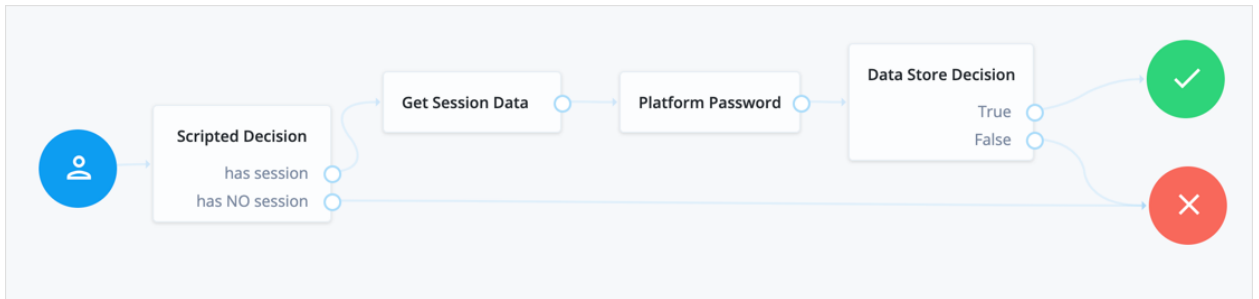 Scripted Decision
has session
has NO session
Get Session Data
Platform Password
Data Store Decision
True
False